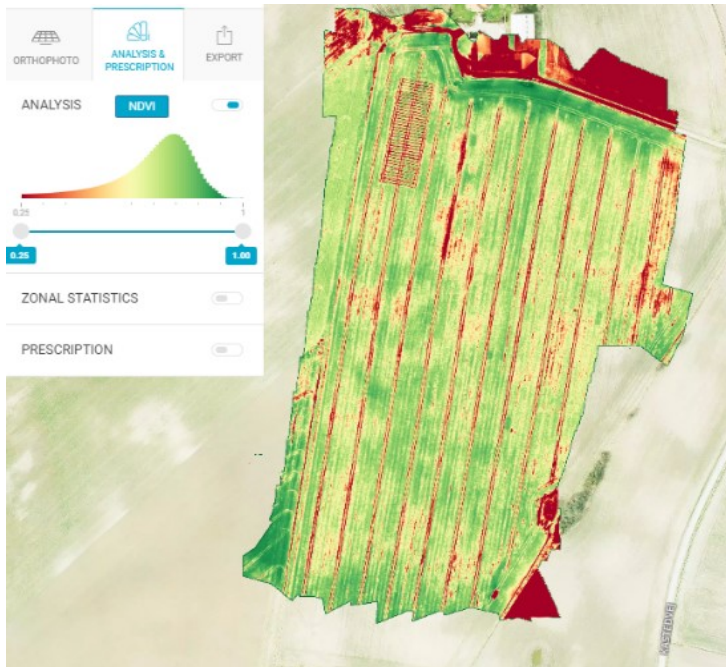 ORTHOPHOTO
ANALYSIS &
PRESCRIPTION
EXPORT
ANALYSIS
NDVI
0.25
1
0.25
1.00
ZONAL STATISTICS
PRESCRIPTION